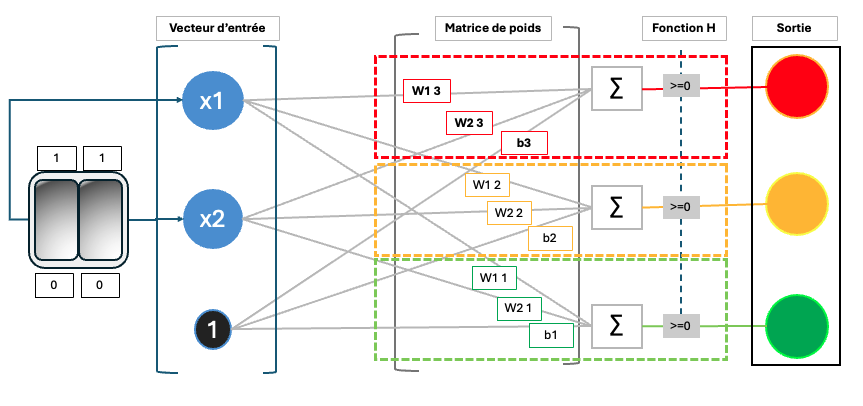 Vecteur d'entrée
Matrice de poids
Fonction H
Sortie
x1
W1 3
Σ
>=0
W2 3
b3
1
1
W1 2
x2
W2 2
Σ
>=0
b2
0
0
W1 1
W2 1
1
b1
Σ
>=0